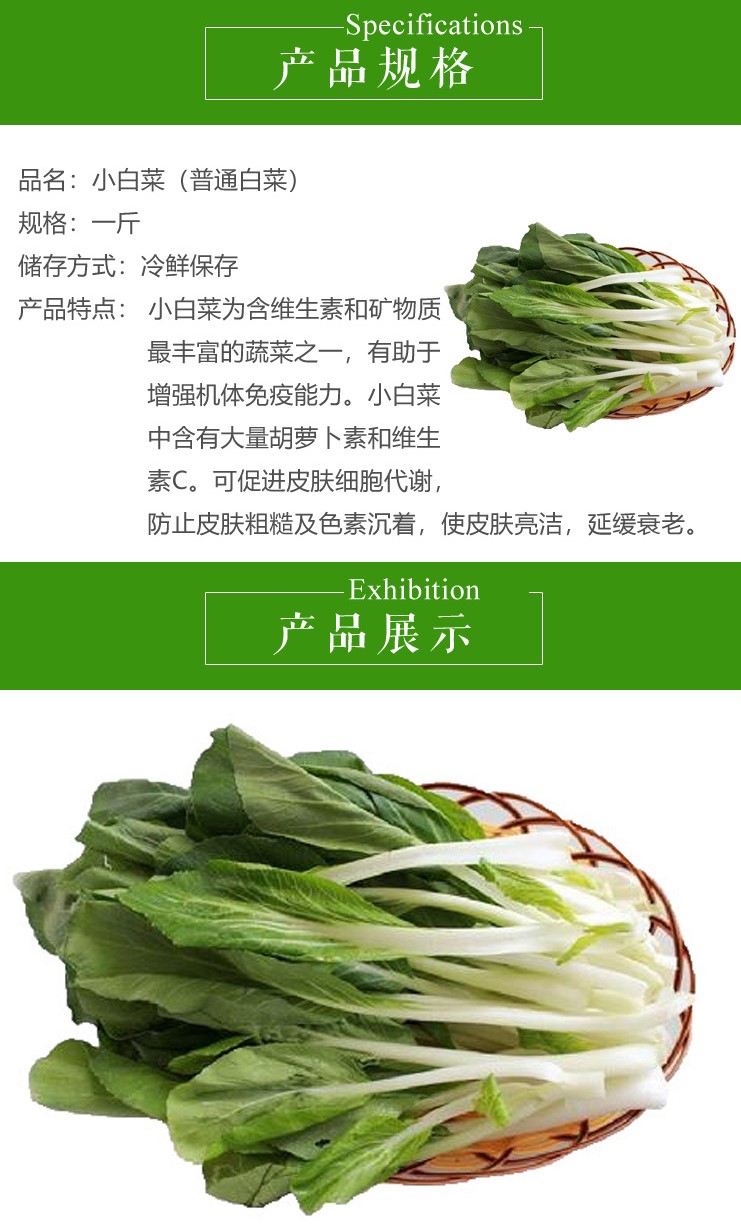 Specifications
产品规格
品名：小白菜（普通白菜）
规格：一斤
储存方式：冷鲜保存
产品特点： 小白菜为含维生素和矿物质
最丰富的蔬菜之一，有助于
增强机体免疫能力。小白菜
中含有大量胡萝卜素和维生
素C。可促进皮肤细胞代谢，
防止皮肤粗糙及色素沉着，使皮肤亮洁，延缓衰老。
Exhibition
产品展示